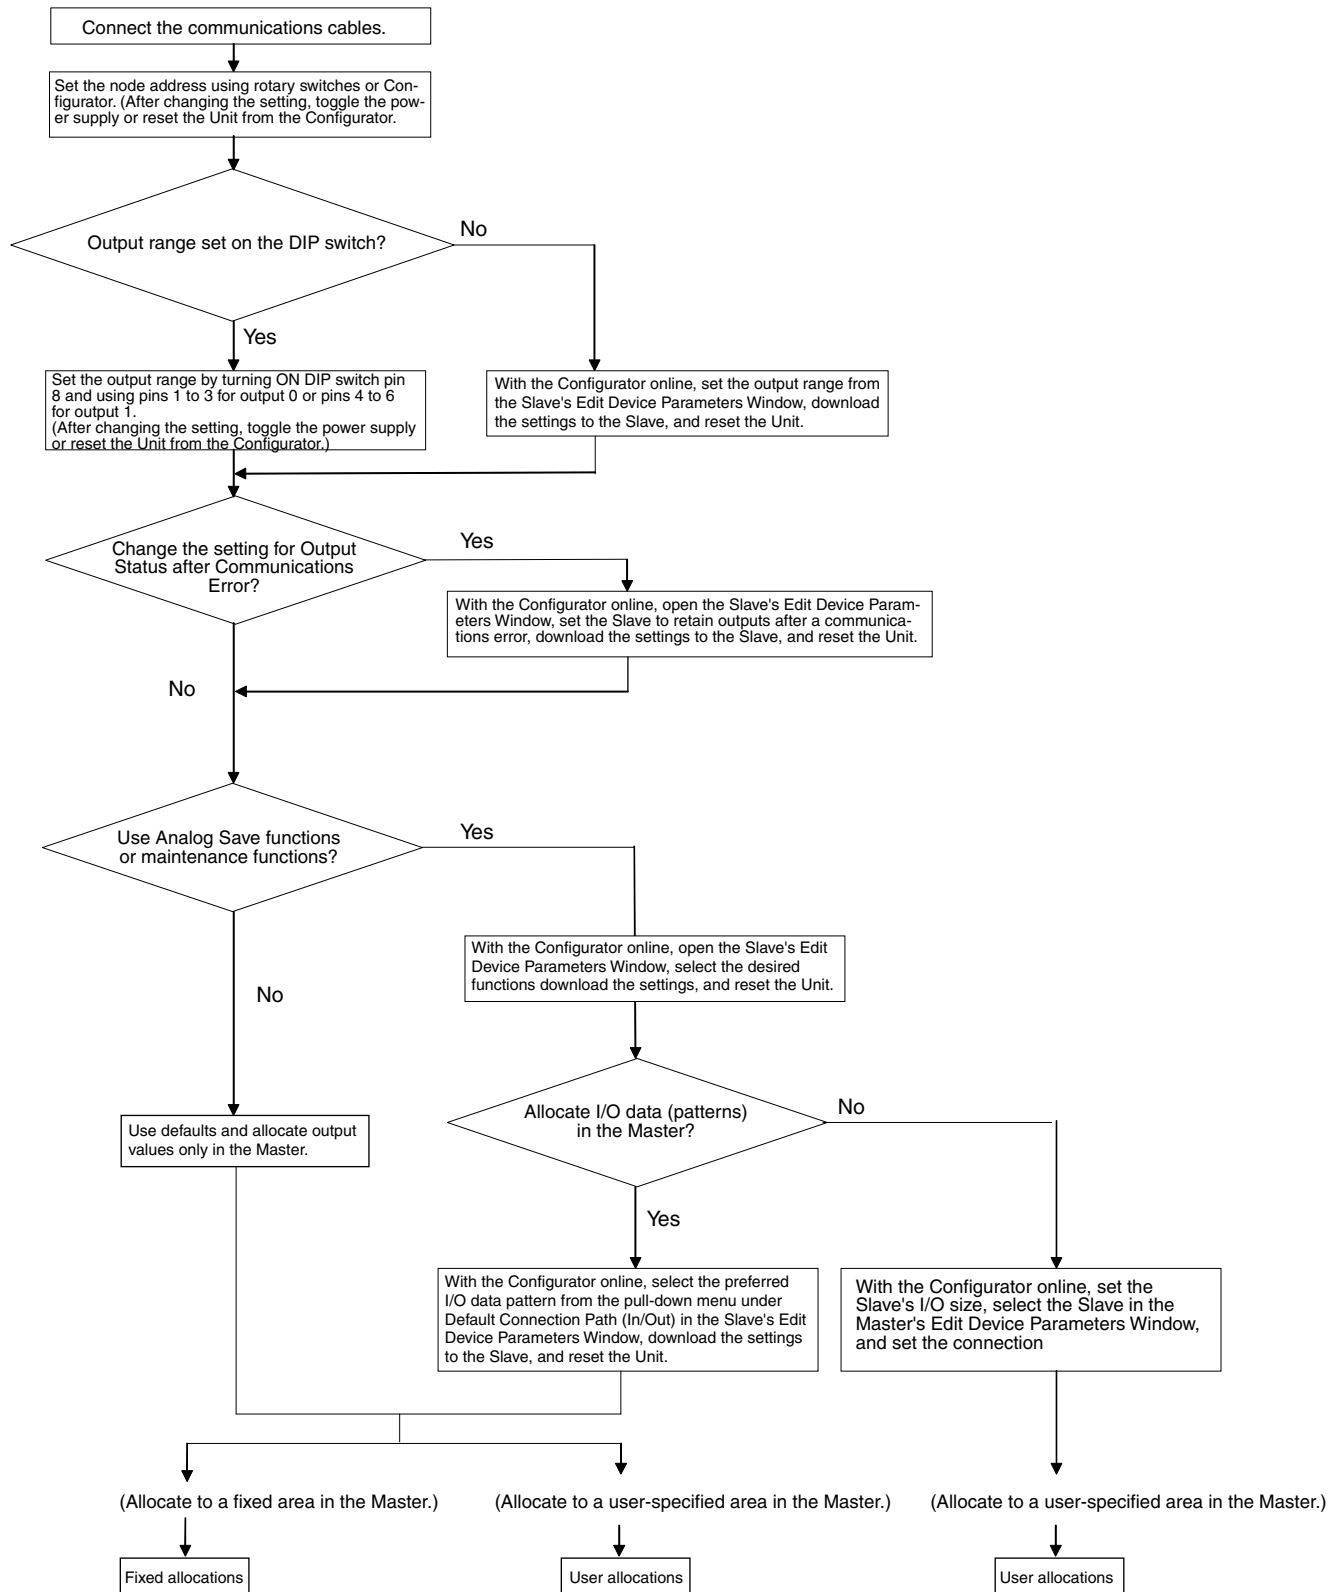 Connect the communications cables.
Set the node address using rotary switches or Con-
figurator. (After changing the setting, toggle the pow-
er supply or reset the Unit from the Configurator.
Output range set on the DIP switch?
No
Yes
Set the output range by turning ON DIP switch pin
8 and using pins 1 to 3 for output 0 or pins 4 to 6
for output 1.
(After changing the setting, toggle the power supply
or reset the Unit from the Configurator.)
With the Configurator online, set the output range from
the Slave's Edit Device Parameters Window, download
the settings to the Slave, and reset the Unit.
Change the setting for Output
Status after Communications
Error?
Yes
With the Configurator online, open the Slave's Edit Device Param-
eters Window, set the Slave to retain outputs after a communica-
tions error, download the settings to the Slave, and reset the Unit.
No
Use Analog Save functions
or maintenance functions?
Yes
With the Configurator online, open the Slave's Edit
Device Parameters Window, select the desired
functions download the settings, and reset the Unit.
No
Allocate I/O data (patterns)
in the Master?
No
Use defaults and allocate output
values only in the Master.
Yes
With the Configurator online, select the preferred
I/O data pattern from the pull-down menu under
Default Connection Path (In/Out) in the Slave's Edit
Device Parameters Window, download the settings
to the Slave, and reset the Unit.
With the Configurator online, set the
Slave's I/O size, select the Slave in the
Master's Edit Device Parameters Window,
and set the connection
(Allocate to a fixed area in the Master.)
(Allocate to a user-specified area in the Master.)
(Allocate to a user-specified area in the Master.)
Fixed allocations
User allocations
User allocations